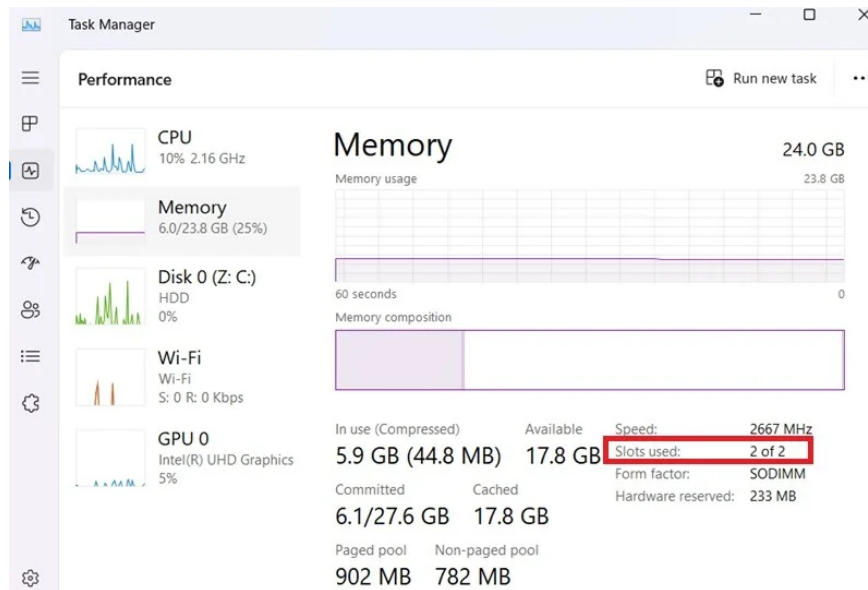 Task Manager
Performance
Run new task
CPU
10% 2.16 GHz
Memory
6.0/23.8 GB (25%)
Disk 0 (Z: C:)
HDD
0%
Wi-Fi
Wi-Fi
S: 0 R: 0 Kbps
GPU 0
Intel(R) UHD Graphics
5%
Memory 24.0 GB
Memory usage 23.8 GB
60 seconds 0
Memory composition
In use (Compressed) Available
5.9 GB (44.8 MB) 17.8 GB
Committed Cached
6.1/27.6 GB 17.8 GB
Paged pool Non-paged pool
902 MB 782 MB
Speed: 2667 MHz
Slots used: 2 of 2
Form factor: SODIMM
Hardware reserved: 233 MB